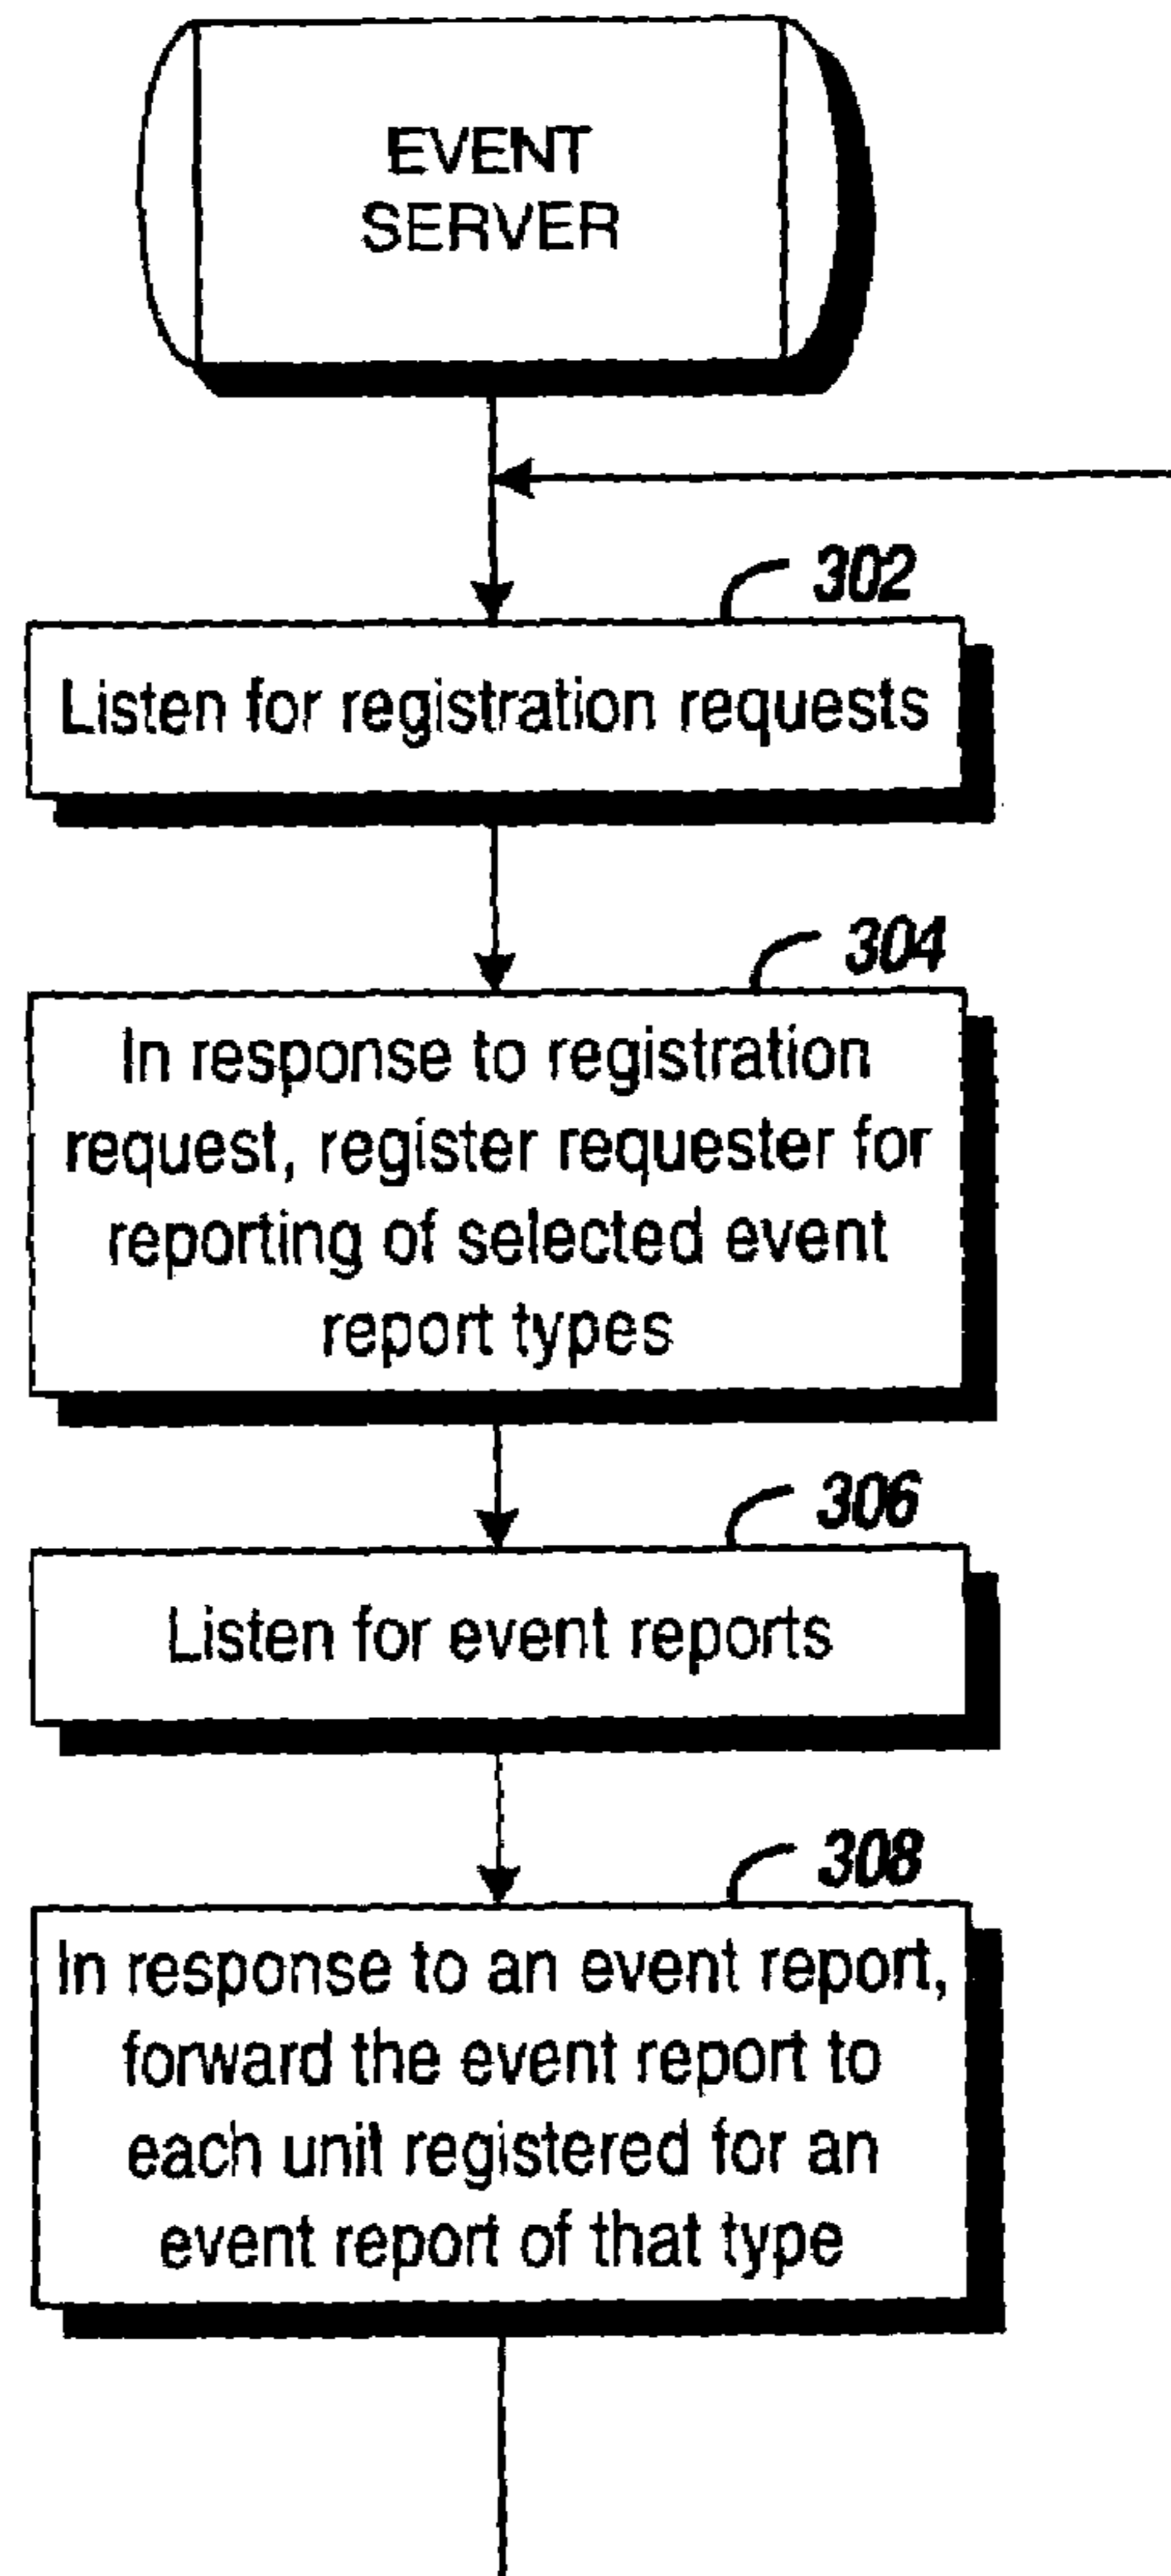 EVENT
SERVER
302
Listen for registration requests
304
In response to registration
request, register requester for
reporting of selected event
report types
306
Listen for event reports
308
In response to an event report,
forward the event report to
each unit registered for an
event report of that type